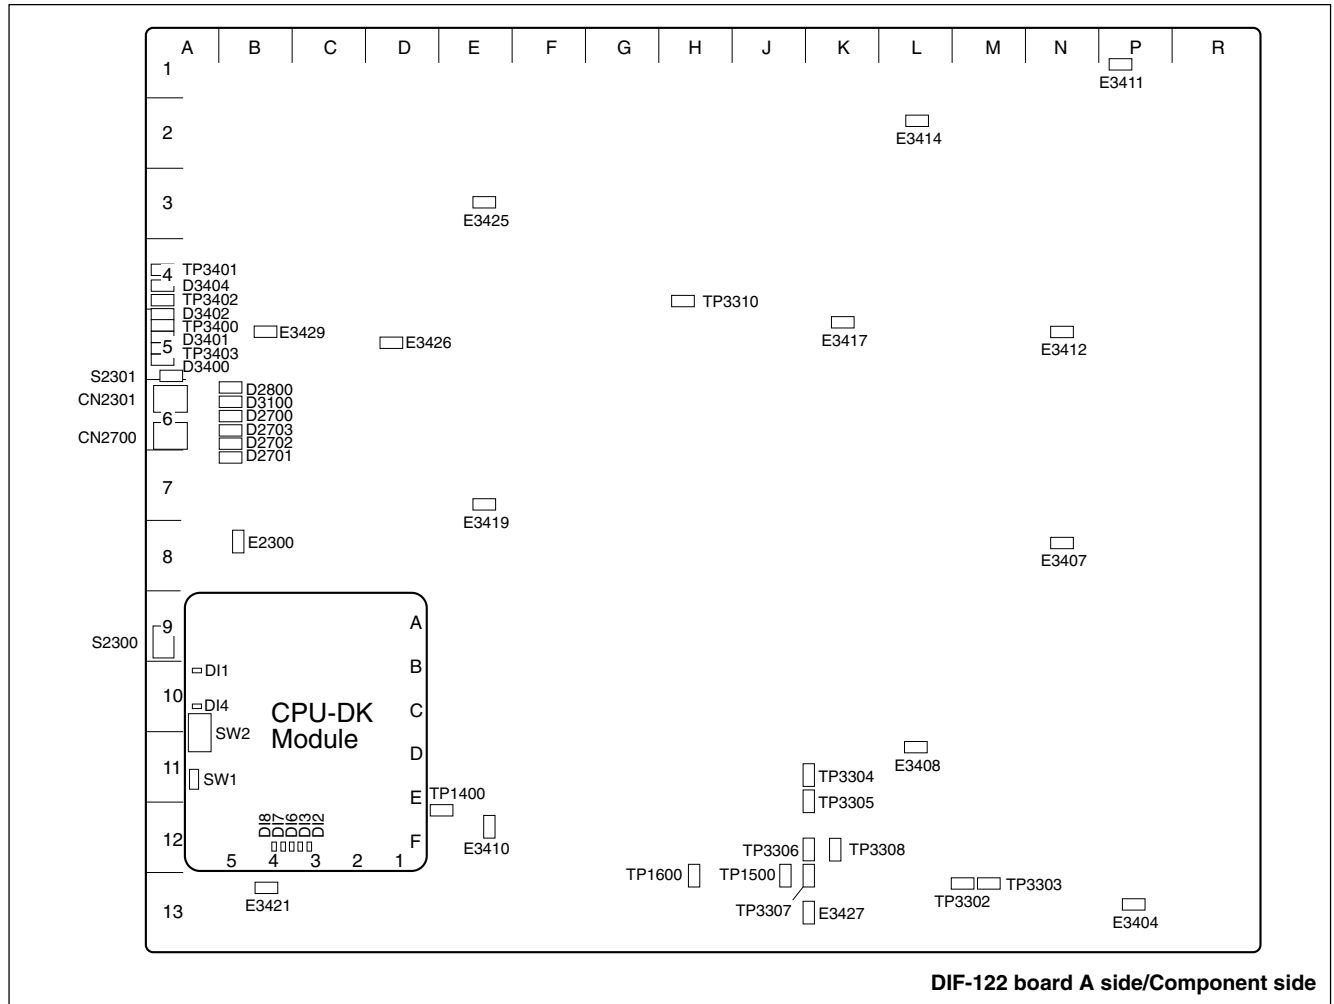 A B C D E F G H J K L M N P R
1
E3411
2
E3414
3
E3425
4
TP3401
D3404
TP3402
TP3310
D3402
TP3400
E3429
E3426
E3417
E3412
D3401
5
TP3403
D3400
S2301
D2800
CN2301
D3100
6
D2700
D2703
CN2700
D2702
D2701
7
E3419
E2300
8
E3407
9
A
S2300
B
DI1
10
DI4
C
CPU-DK
Module
SW2
D
11
E3408
SW1
TP3304
E
TP1400
TP3305
DI8
DI7
DI6
DI3
DI2
12
F
E3410
TP3306
TP3308
5 4 3 2 1
TP1600
TP1500
TP3303
TP3302
E3421
TP3307
E3427
13
E3404
DIF-122 board A side/Component side